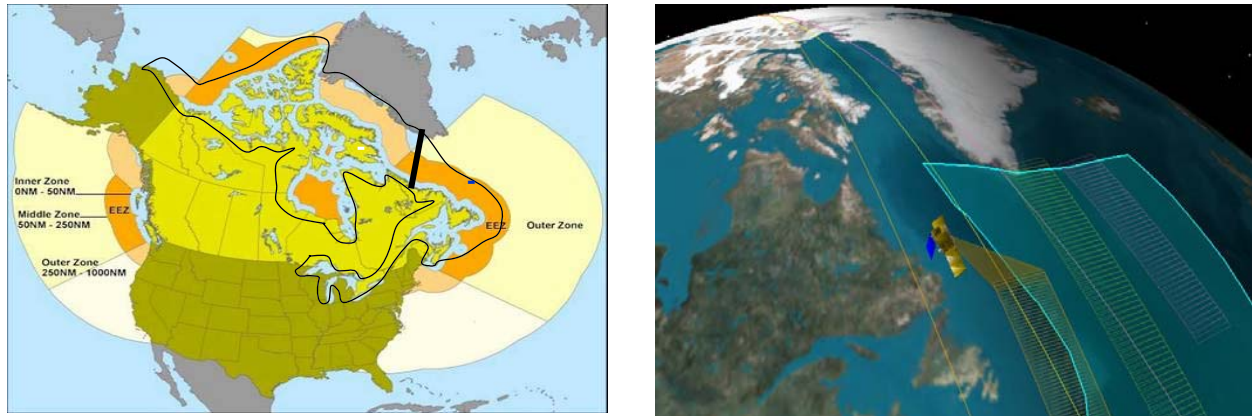 Inner Zone
0NM - 50NM
Middle Zone
50NM - 250NM
EEZ
Outer Zone
250NM - 1000NM
EEZ
Outer Zone